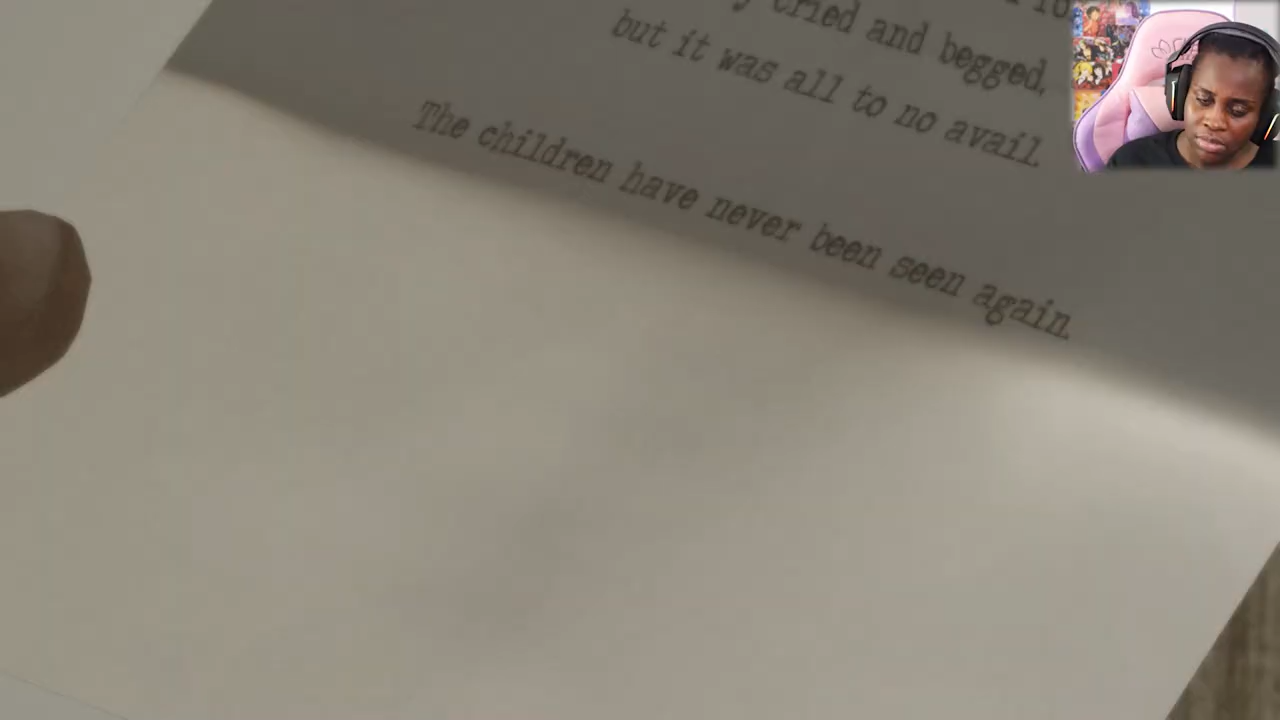 cried and begged,
but it was all to no avail.
The children have never been seen again.